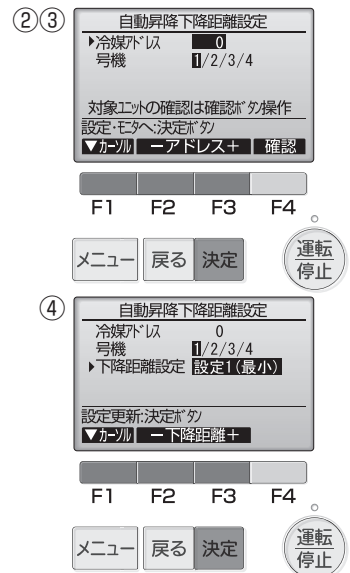 ②③
自動昇降下降距離設定
▶冷媒アドレス 0
号機 1/2/3/4
対象ユニットの確認は確認ボタン操作
設定・モニタへ:決定ボタン
▼カーソル －アドレス＋ 確認
F1 F2 F3 F4
メニュー 戻る 決定 運転
停止
④
自動昇降下降距離設定
冷媒アドレス 0
号機 1/2/3/4
▶下降距離設定 設定1(最小)
設定更新:決定ボタン
▼カーソル －下降距離＋
F1 F2 F3 F4
メニュー 戻る 決定 運転
停止